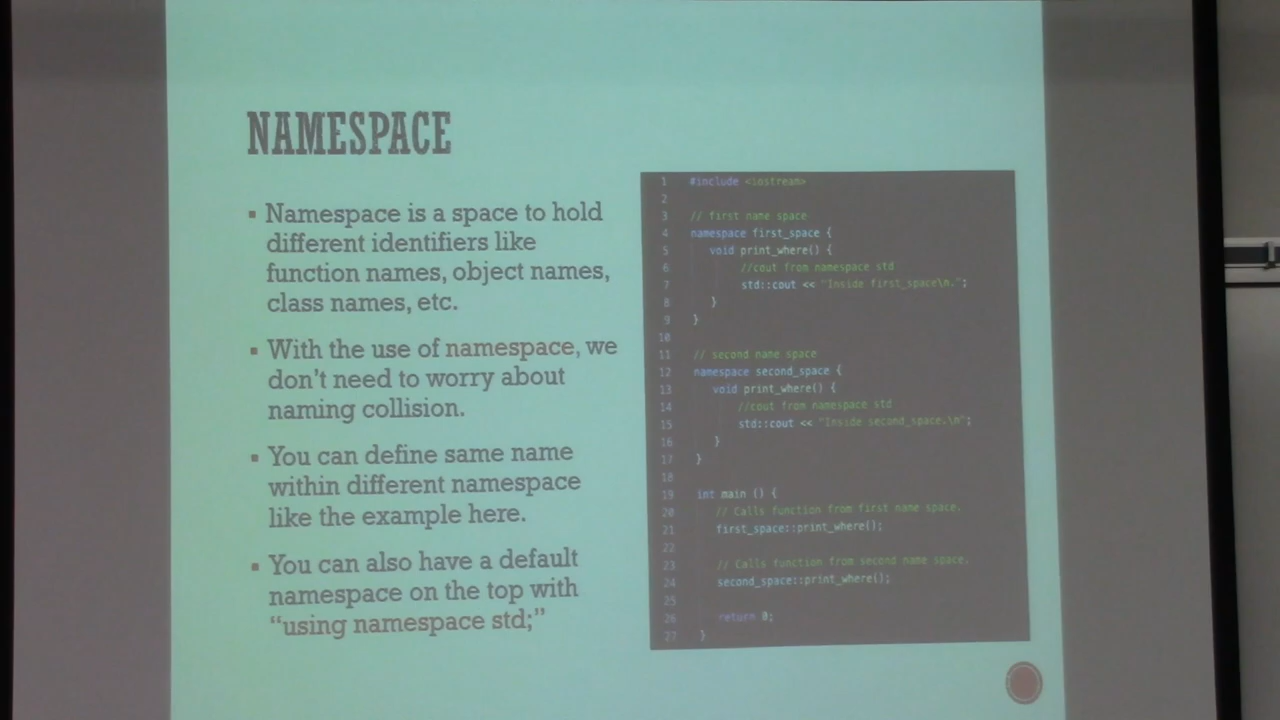 NAMESPACE
▪ Namespace is a space to hold
different identifiers like
function names, object names,
class names, etc.
▪ With the use of namespace, we
don't need to worry about
naming collision.
▪ You can define same name
within different namespace
like the example here.
▪ You can also have a default
namespace on the top with
“using namespace std;”
1 #include <iostream>
2
3 // first name space
4 namespace first_space {
5 void print_where() {
6 //cout from namespace std
7 std::cout << "Inside first_space\n.";
8 }
9 }
10
11 // second name space
12 namespace second_space {
13 void print_where() {
14 //cout from namespace std
15 std::cout << "Inside second_space.\n";
16 }
17 }
18
19 int main () {
20 // Calls function from first name space.
21 first_space::print_where();
22
23 // Calls function from second name space.
24 second_space::print_where();
25
26 return 0;
27 }